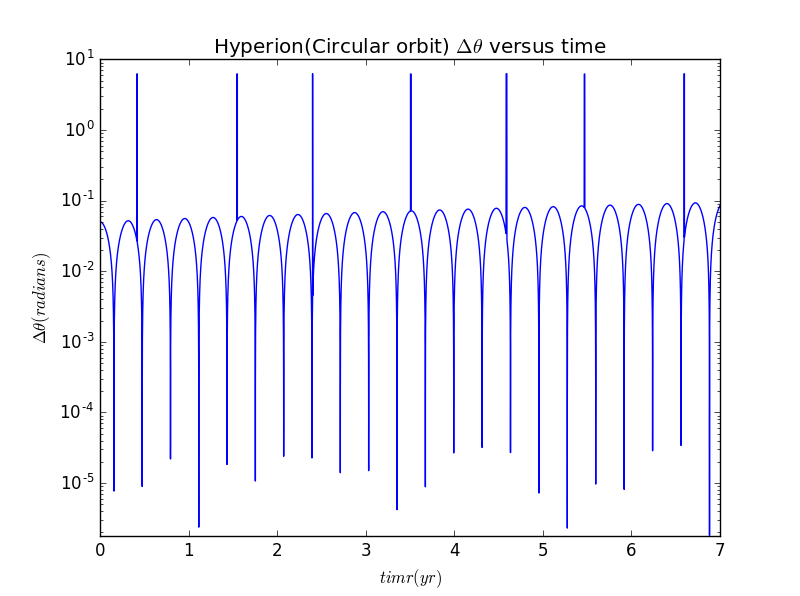 Hyperion(Circular orbit) Δθ versus time
10^1
10^0
10^-1
10^-2
10^-3
10^-4
10^-5
Δθ(radians)
0 1 2 3 4 5 6 7
timr(yr)